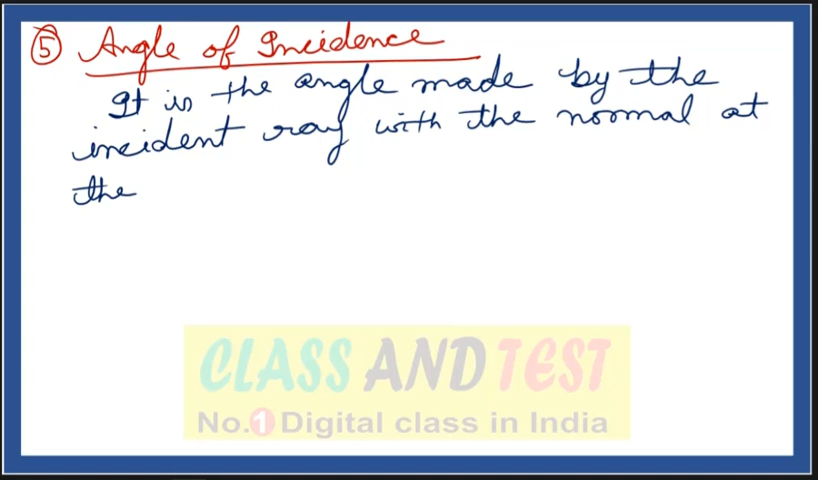 ⑤ Angle of Incidence
It is the angle made by the
incident ray with the normal at
the
CLASS AND TEST
No.1 Digital class in India